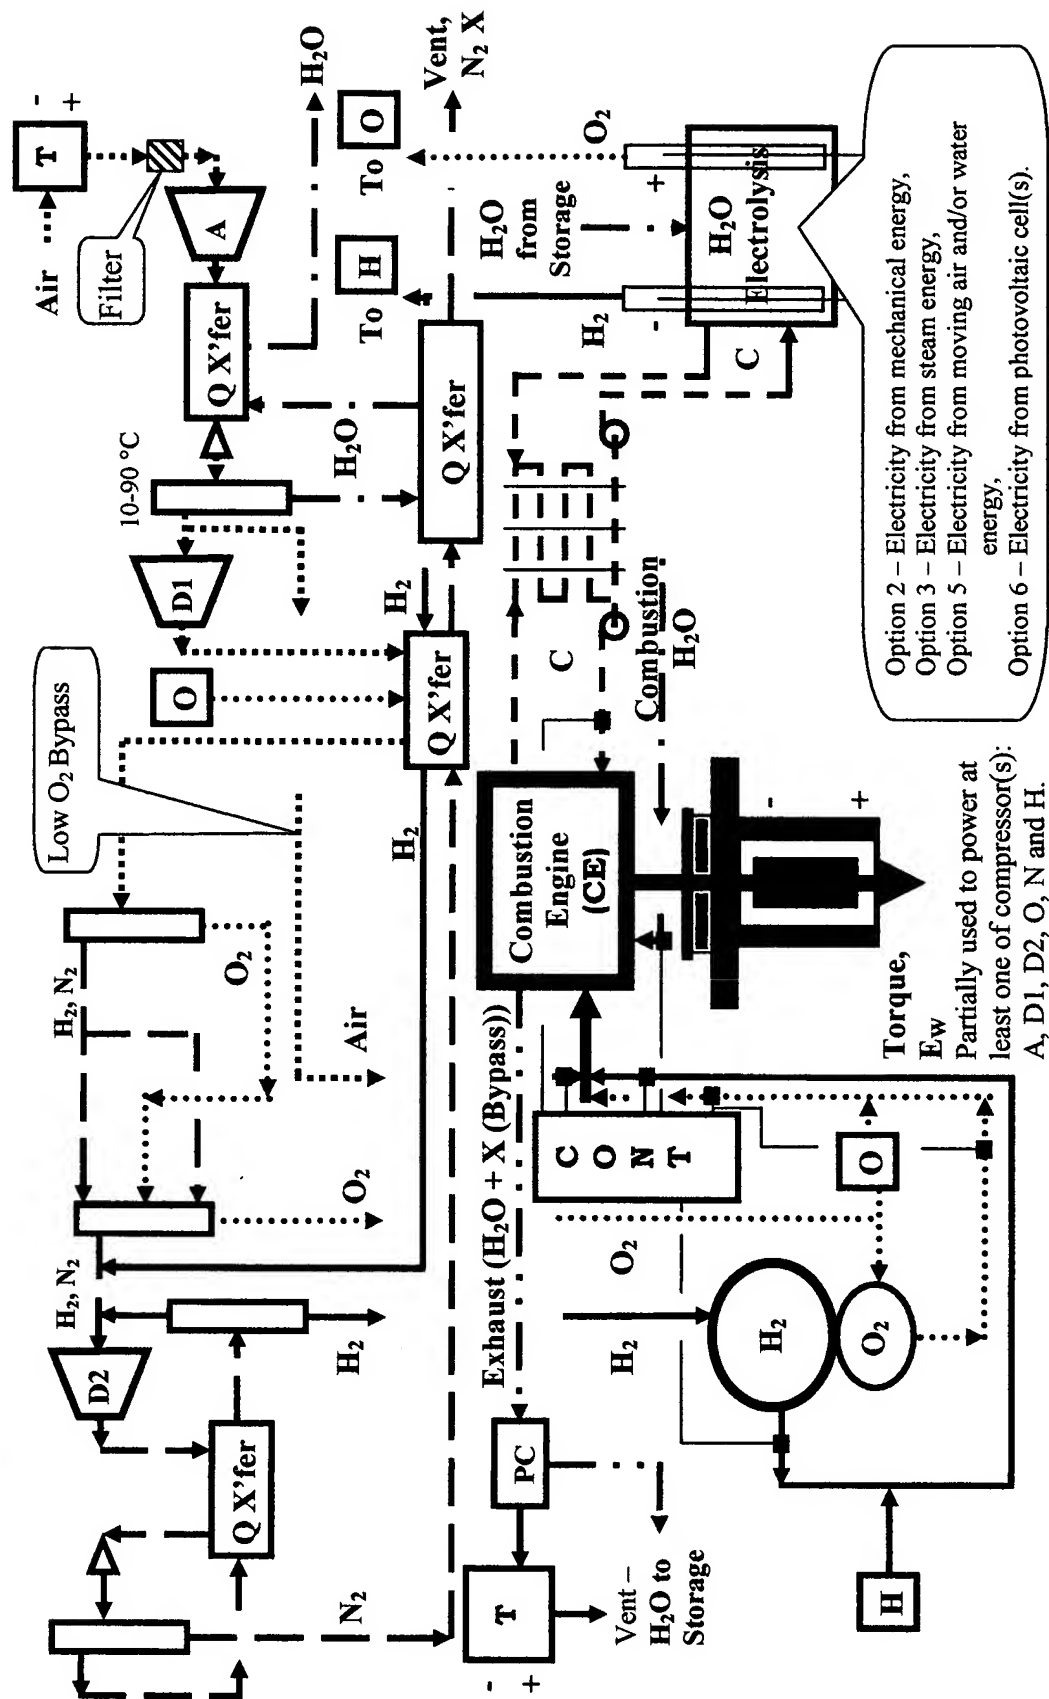 Air
T
-
+
Filter
A
H₂O
Q X'fer
10-90 °C
H₂O
D1
Low O₂ Bypass
O
H₂
Q X'fer
Q X'fer
Vent,
N₂ X
To H
To O
H₂, N₂
O₂
Air
H₂
H₂, N₂
O₂
D2
H₂
Q X'fer
N₂
T
-
+
PC
Vent –
H₂O to
Storage
Exhaust (H₂O + X (Bypass))
Combustion
Engine
(CE)
C
Combustion
H₂O
C
H₂
H₂O
from
Storage
O₂
-
+
H₂O
Electrolysis
CONT
O₂
H₂
H₂
O₂
O
H
-
+
Torque,
Ew
Partially used to power at
least one of compressor(s):
A, D1, D2, O, N and H.
Option 2 – Electricity from mechanical energy,
Option 3 – Electricity from steam energy,
Option 5 – Electricity from moving air and/or water
energy,
Option 6 – Electricity from photovoltaic cell(s).